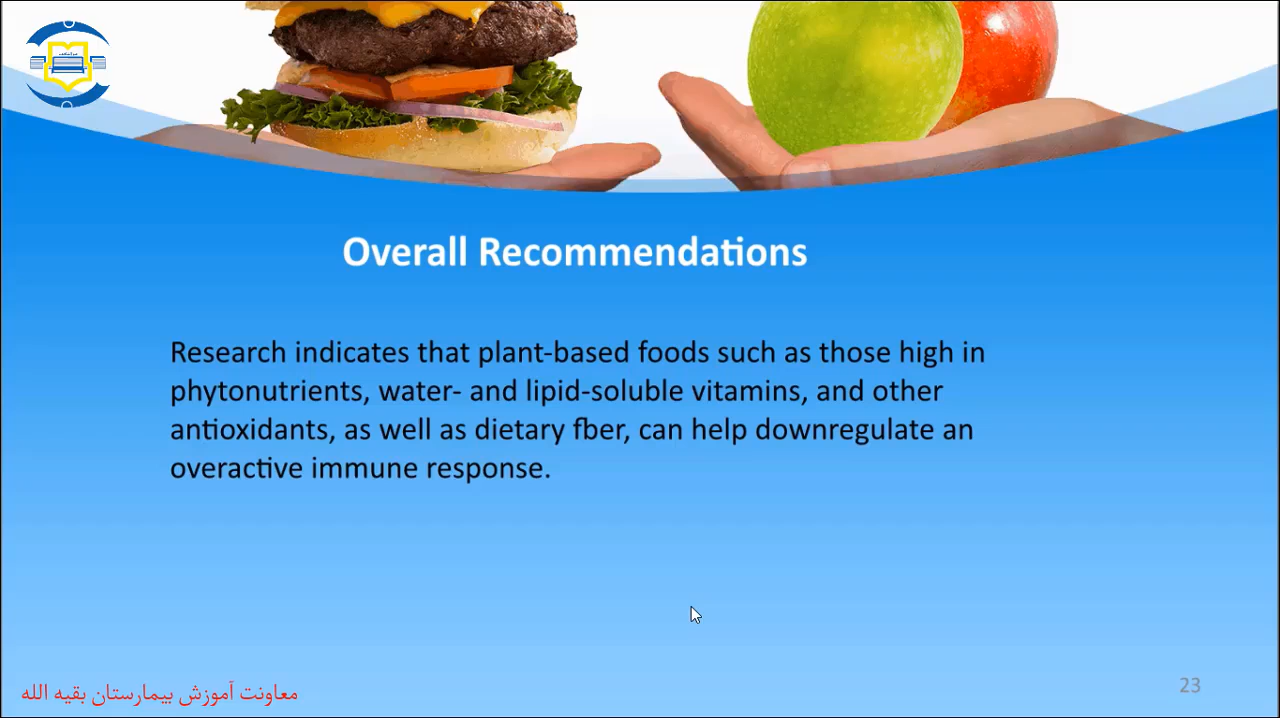 Overall Recommendations
Research indicates that plant-based foods such as those high in
phytonutrients, water- and lipid-soluble vitamins, and other
antioxidants, as well as dietary fber, can help downregulate an
overactive immune response.
معاونت آموزش بیمارستان بقیه الله
23